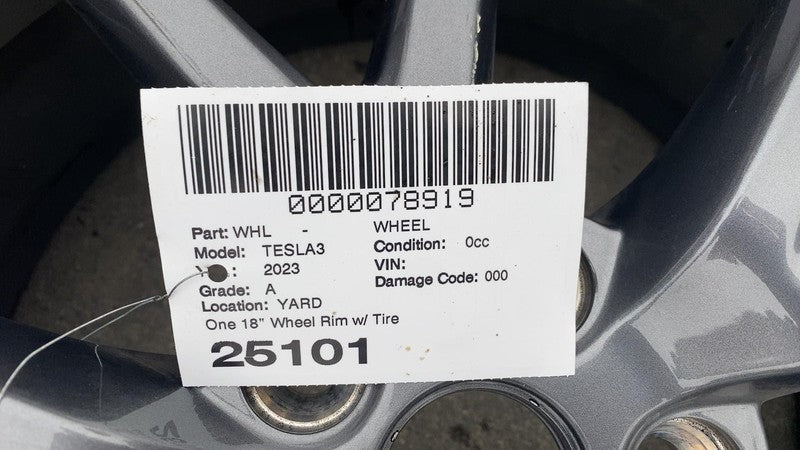 0000078919
Part: WHL - WHEEL
Model: TESLA3 Condition: 0cc
: 2023 VIN:
Grade: A Damage Code: 000
Location: YARD
One 18" Wheel Rim w/ Tire
25101